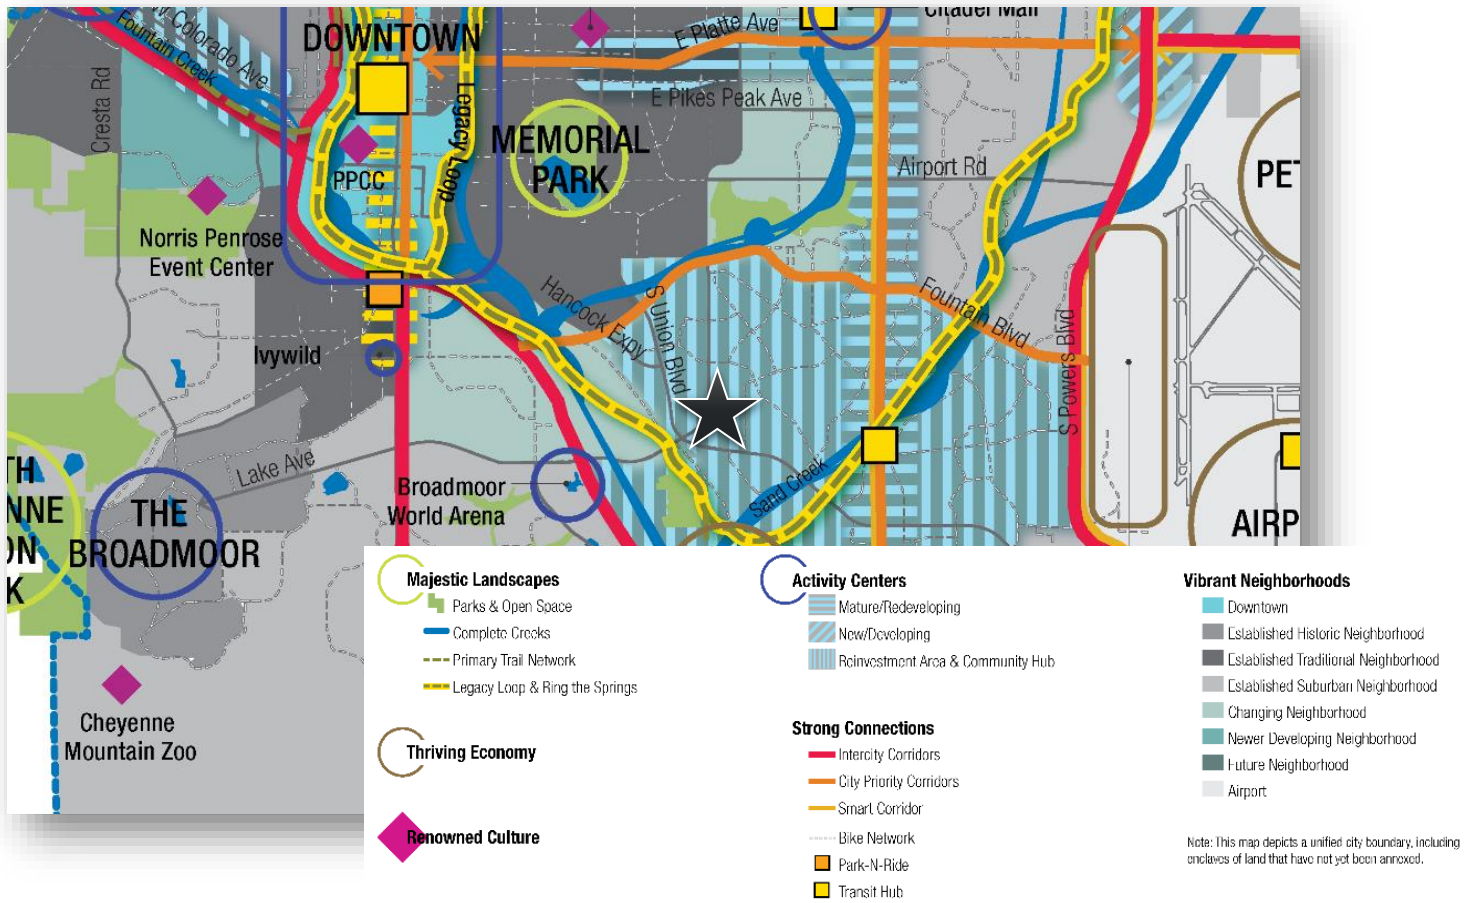 Citadel Mall
DOWNTOWN
E Platte Ave
W Colorado Ave
Fountain Creek
Cresta Rd
Legacy Loop
E Pikes Peak Ave
MEMORIAL
PARK
Airport Rd
PPCC
PET
Norris Penrose
Event Center
Hancock Expy
S Union Blvd
Fountain Blvd
S Powers Blvd
Ivywild
Lake Ave
Broadmoor
World Arena
Sand Creek
TH
NNE
ON
K
THE
BROADMOOR
AIRP
Cheyenne
Mountain Zoo
Majestic Landscapes
Parks & Open Space
Complete Creeks
Primary Trail Network
Legacy Loop & Ring the Springs
Thriving Economy
Renowned Culture
Activity Centers
Mature/Redeveloping
New/Developing
Reinvestment Area & Community Hub
Strong Connections
Intercity Corridors
City Priority Corridors
Smart Corridor
Bike Network
Park-N-Ride
Transit Hub
Vibrant Neighborhoods
Downtown
Established Historic Neighborhood
Established Traditional Neighborhood
Established Suburban Neighborhood
Changing Neighborhood
Newer Developing Neighborhood
Future Neighborhood
Airport
Note: This map depicts a unified city boundary, including
enclaves of land that have not yet been annexed.